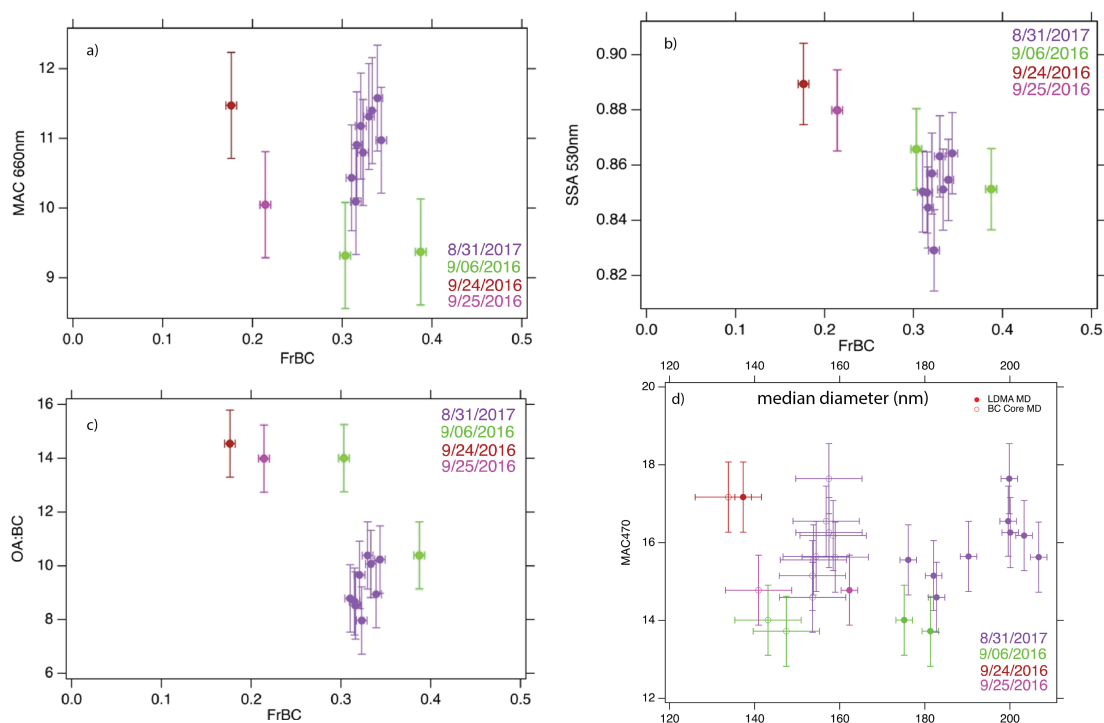 a)
12
11
10
9
MAC 660nm
8/31/2017
9/06/2016
9/24/2016
9/25/2016
0.0 0.1 0.2 0.3 0.4 0.5
FrBC
b)
8/31/2017
9/06/2016
9/24/2016
9/25/2016
0.90
0.88
0.86
0.84
0.82
SSA 530nm
0.0 0.1 0.2 0.3 0.4 0.5
FrBC
c)
8/31/2017
9/06/2016
9/24/2016
9/25/2016
16
14
12
10
8
6
OA:BC
0.0 0.1 0.2 0.3 0.4 0.5
FrBC
120 140 160 180 200
d)
median diameter (nm)
LDMA MD
BC Core MD
20
18
16
14
12
MAC470
8/31/2017
9/06/2016
9/24/2016
9/25/2016
120 140 160 180 200